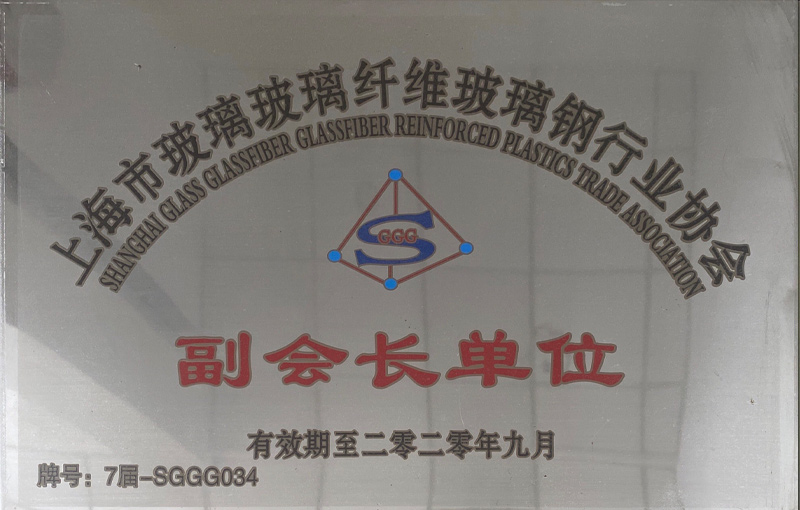 上海市玻璃玻璃纤维玻璃钢行业协会
SHANGHAI GLASS GLASSFIBER GLASSFIBER REINFORCED PLASTICS TRADE ASSOCIATION
S
GGG
副会长单位
有效期至二零二零年九月
牌号：7届-SGGG034